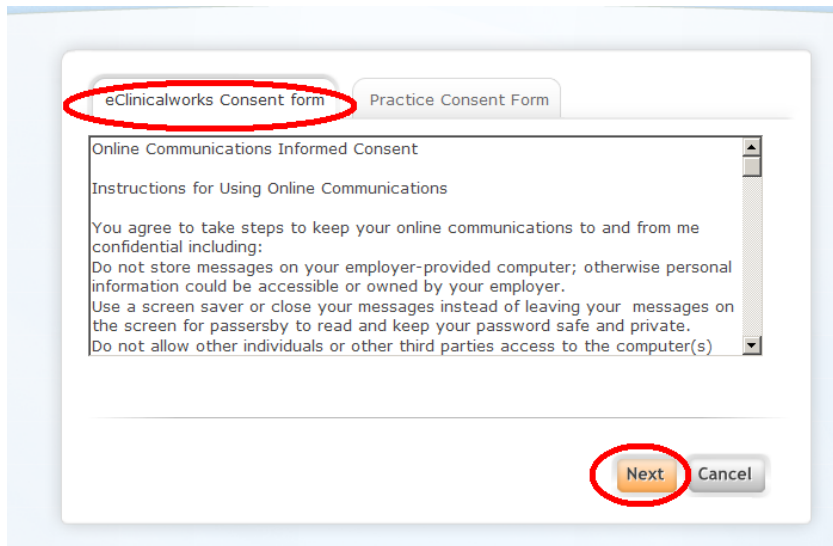 eClinicalworks Consent form
Practice Consent Form
Online Communications Informed Consent
Instructions for Using Online Communications
You agree to take steps to keep your online communications to and from me
confidential including:
Do not store messages on your employer-provided computer; otherwise personal
information could be accessible or owned by your employer.
Use a screen saver or close your messages instead of leaving your  messages on
the screen for passersby to read and keep your password safe and private.
Do not allow other individuals or other third parties access to the computer(s)
Next
Cancel